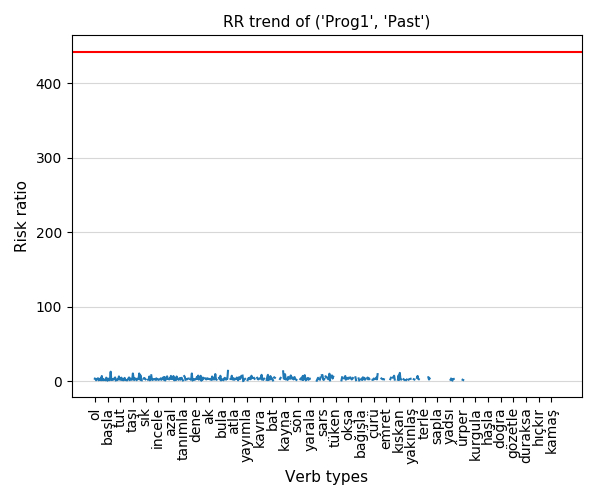 RR trend of ('Prog1', 'Past')
Risk ratio
400
300
200
100
0
ol
başla
tut
taşı
sık
incele
azal
tanımla
dene
ak
bula
atla
yayımla
kavra
bat
kayna
sön
yarala
sars
tüken
okşa
bağışla
çürü
emret
kıskan
yakınlaş
terle
sapla
yadsı
ürper
kurgula
haşla
doğra
gözetle
duraksa
hıçkır
kamaş
Verb types